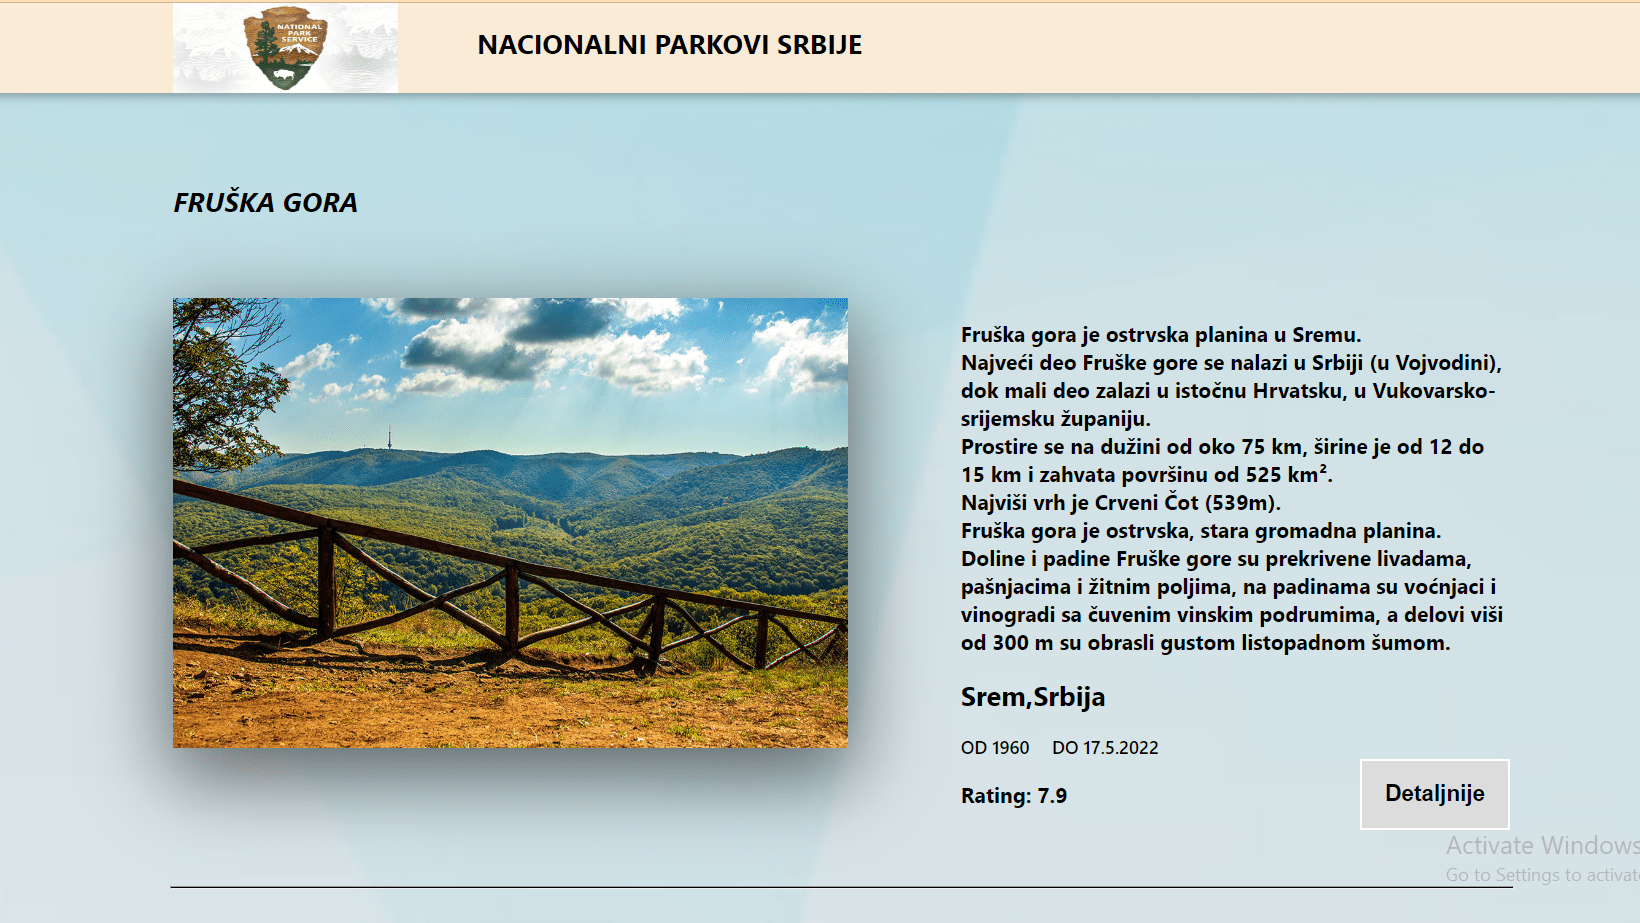 NATIONAL
PARK
SERVICE
NACIONALNI PARKOVI SRBIJE
FRUŠKA GORA
Fruška gora je ostrvska planina u Sremu.
Najveći deo Fruške gore se nalazi u Srbiji (u Vojvodini),
dok mali deo zalazi u istočnu Hrvatsku, u Vukovarsko-
srijemsku županiju.
Prostire se na dužini od oko 75 km, širine je od 12 do
15 km i zahvata površinu od 525 km².
Najviši vrh je Crveni Čot (539m).
Fruška gora je ostrvska, stara gromadna planina.
Doline i padine Fruške gore su prekrivene livadama,
pašnjacima i žitnim poljima, na padinama su voćnjaci i
vinogradi sa čuvenim vinskim podrumima, a delovi viši
od 300 m su obrasli gustom listopadnom šumom.
Srem,Srbija
OD 1960 DO 17.5.2022
Rating: 7.9
Detaljnije
Activate Windows
Go to Settings to activat